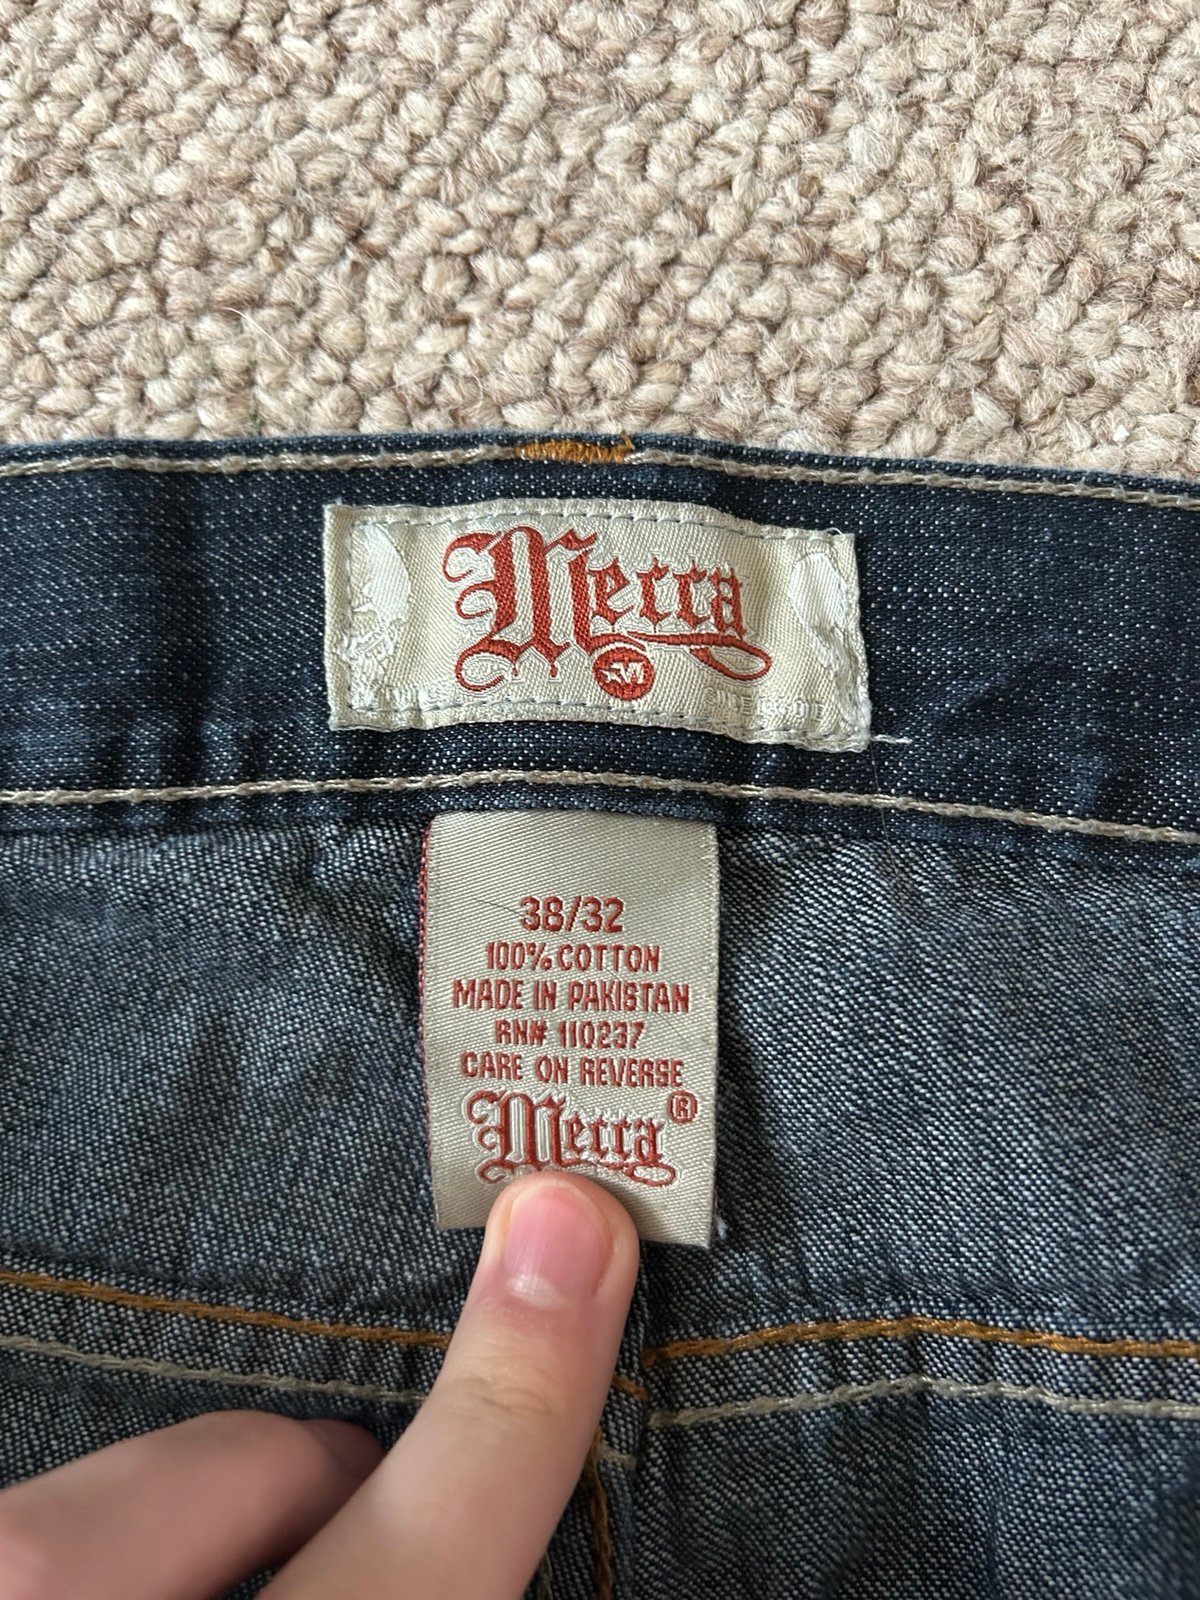 Mecca
38/32
100% COTTON
MADE IN PAKISTAN
RN# 110237
CARE ON REVERSE
Mecca®